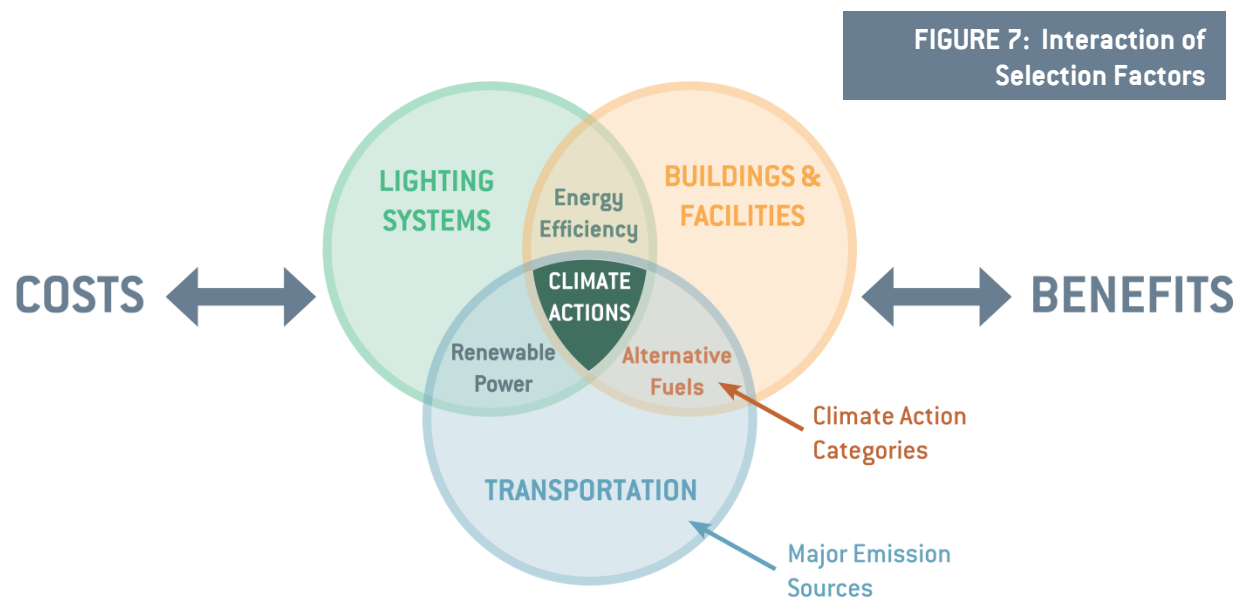 FIGURE 7: Interaction of
Selection Factors
LIGHTING
SYSTEMS
Energy
Efficiency
BUILDINGS &
FACILITIES
COSTS
CLIMATE
ACTIONS
BENEFITS
Renewable
Power
Alternative
Fuels
Climate Action
Categories
TRANSPORTATION
Major Emission
Sources